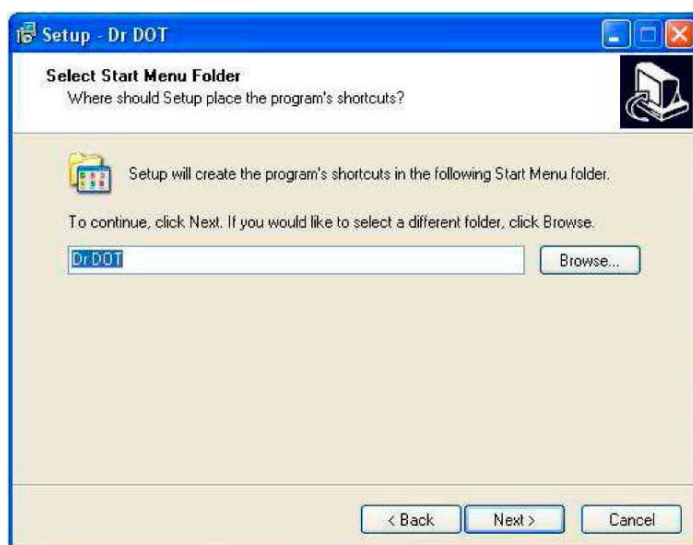 Setup - Dr DOT
Select Start Menu Folder
Where should Setup place the program's shortcuts?
Setup will create the program's shortcuts in the following Start Menu folder.
To continue, click Next. If you would like to select a different folder, click Browse.
Dr DOT
Browse...
< Back
Next >
Cancel